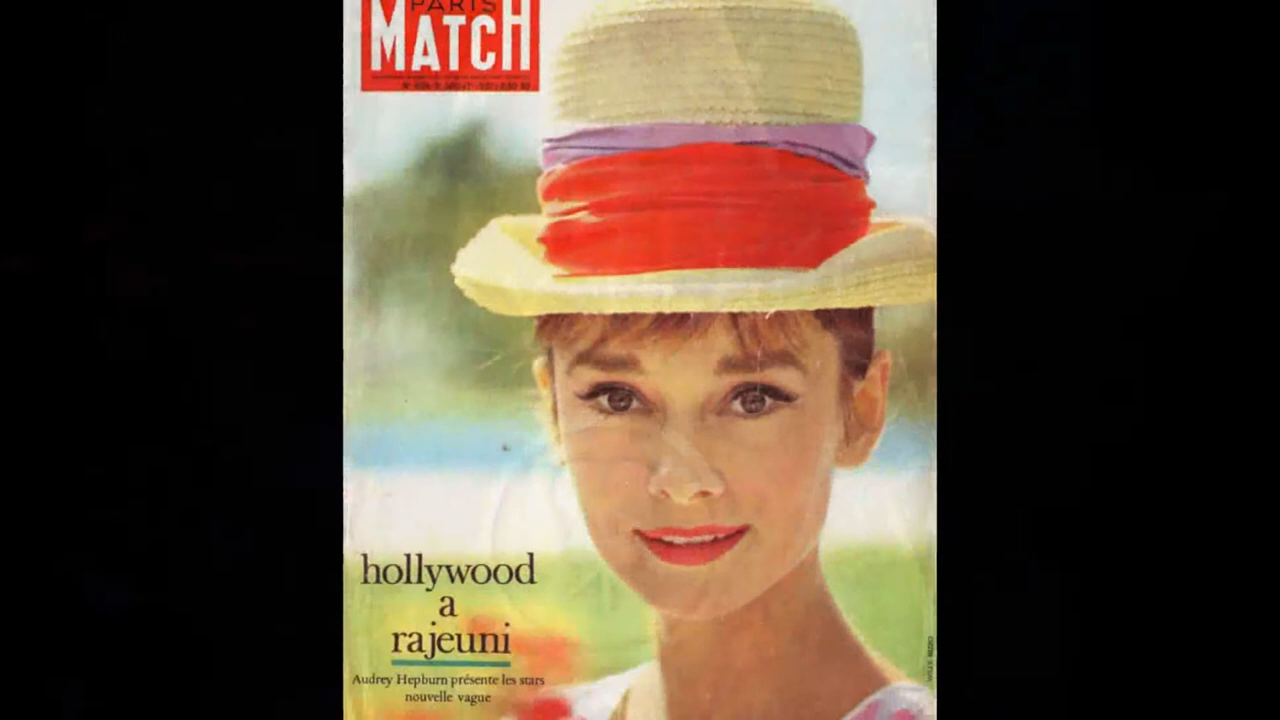 PARIS
MATCH
hollywood
a
rajeuni
Audrey Hepburn présente les stars
nouvelle vague